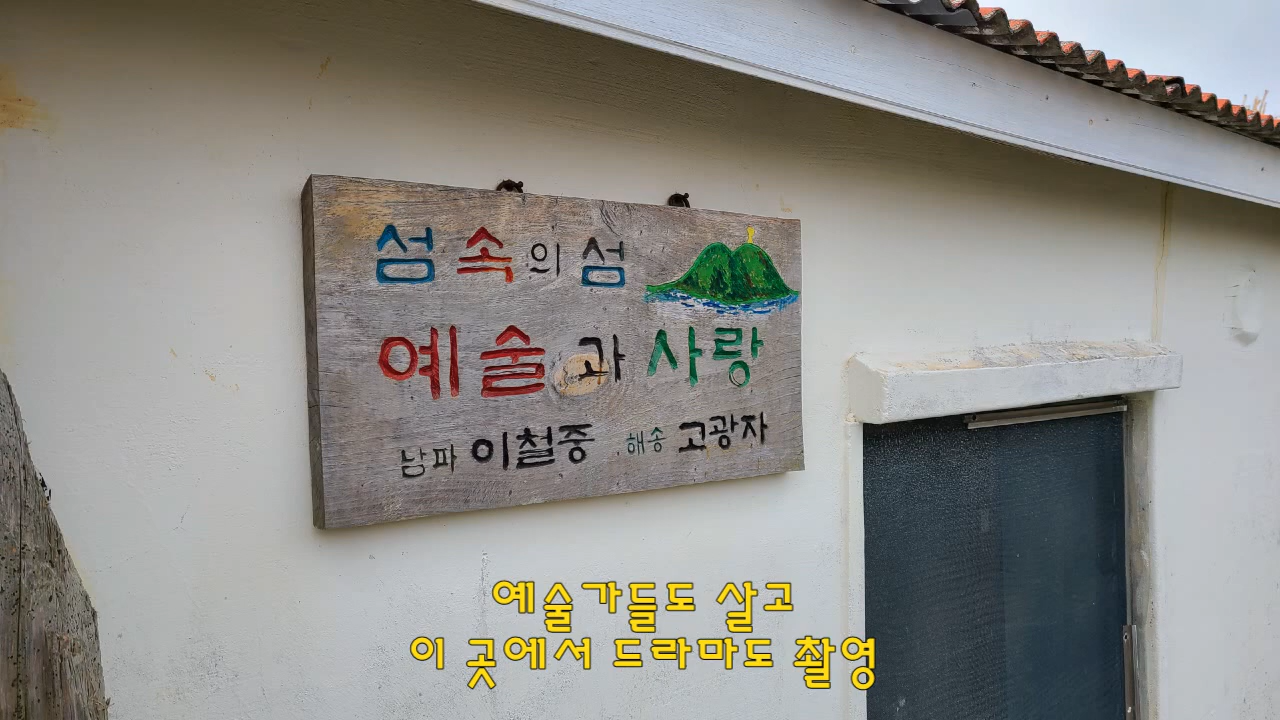 섬 속의 섬
예술과 사랑
남파 이철중 해송 고광자
예술가들도 살고
이 곳에서 드라마도 촬영